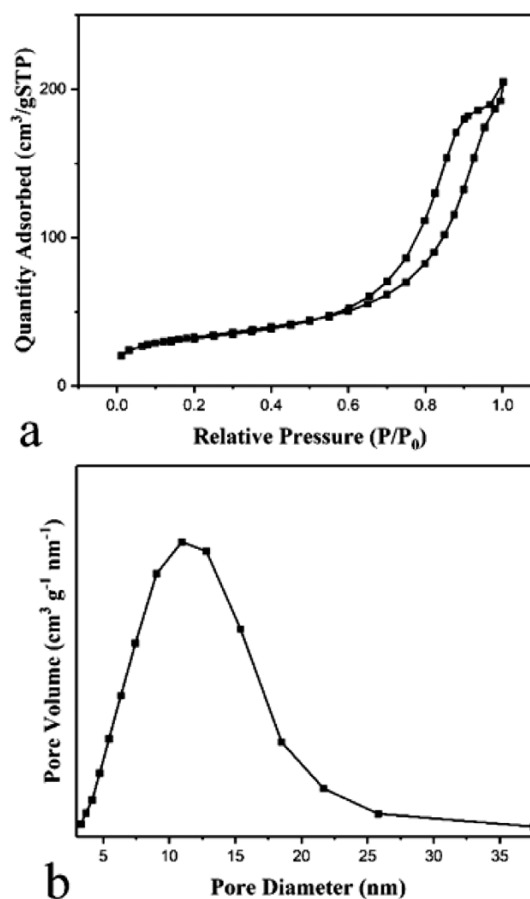 Quantity Adsorbed (cm³/gSTP)
200
100
0
0.0 0.2 0.4 0.6 0.8 1.0
Relative Pressure (P/P₀)
a
Pore Volume (cm³ g⁻¹ nm⁻¹)
5 10 15 20 25 30 35
Pore Diameter (nm)
b